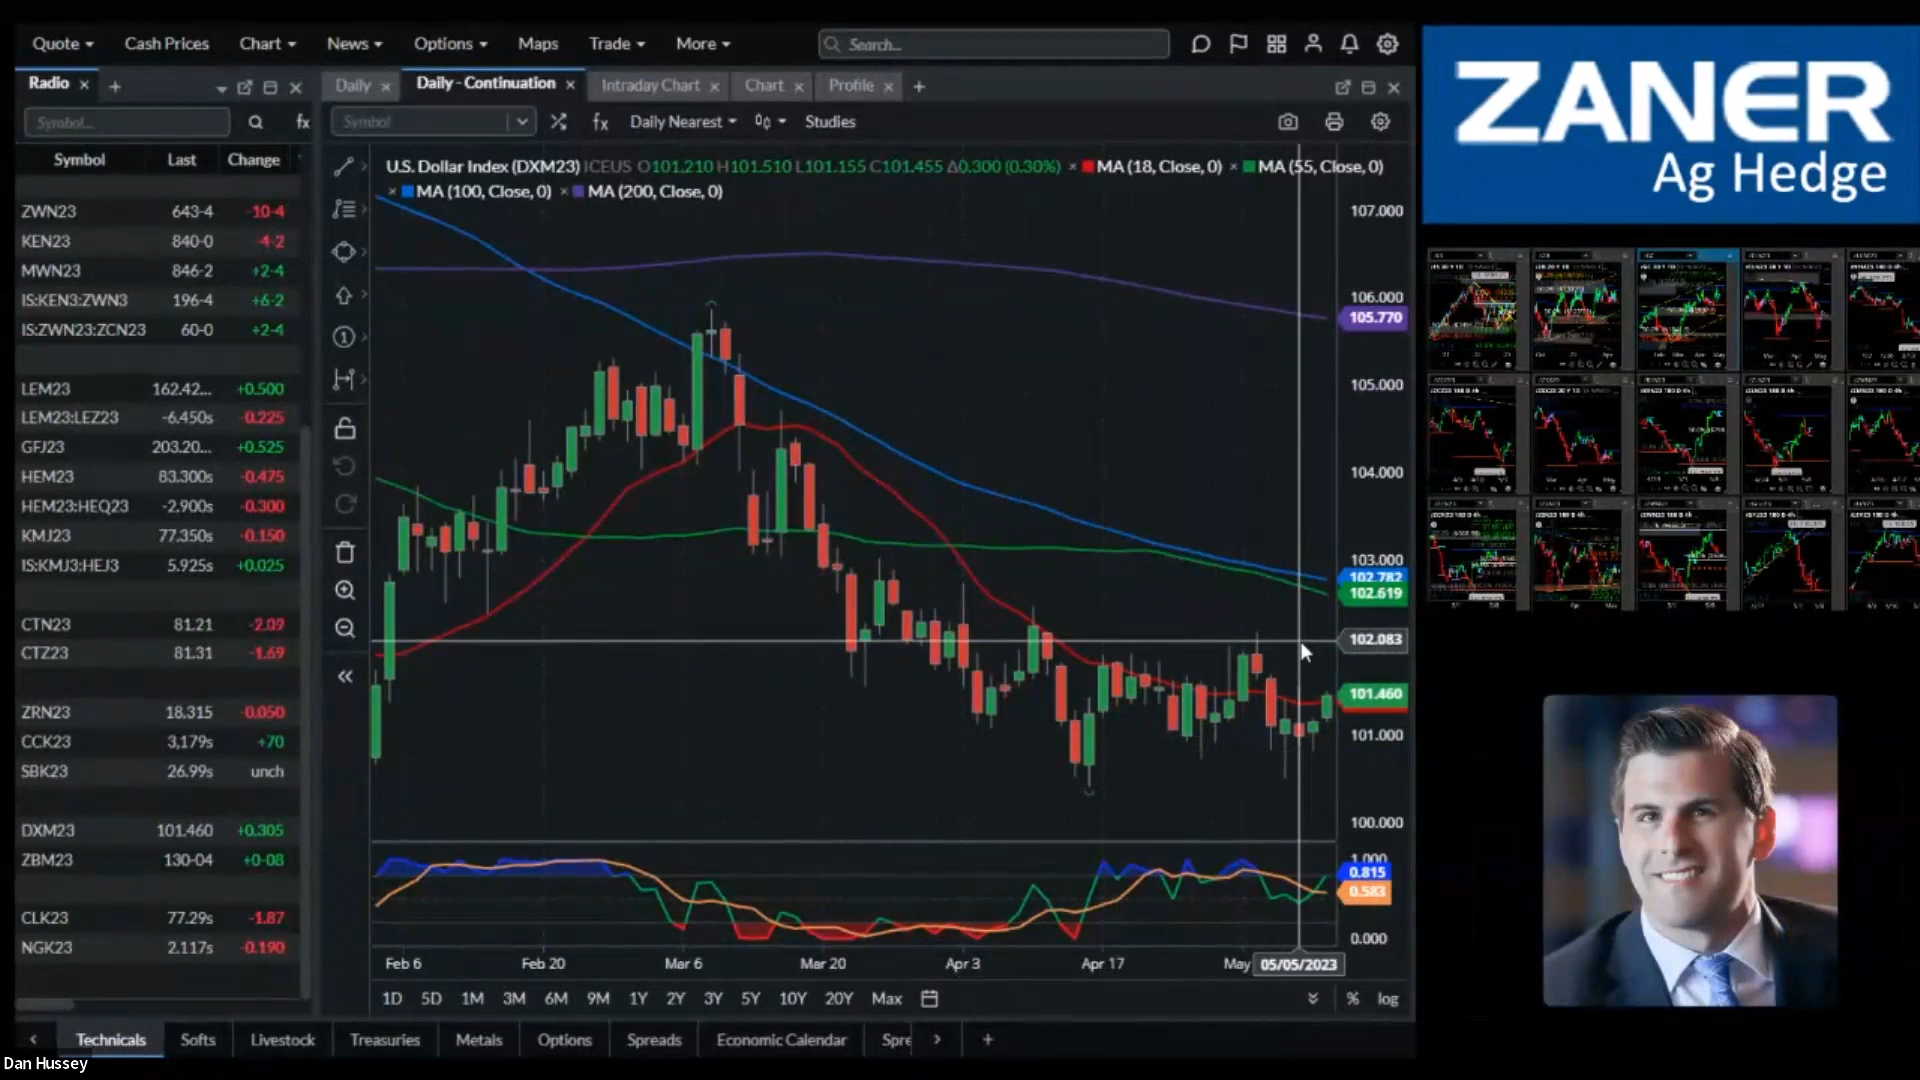 Quote Cash Prices Chart News Options Maps Trade More Search...
ZANER
Ag Hedge
Radio
Daily Daily - Continuation Intraday Chart Chart Profile
Symbol... fx
Symbol fx Daily Nearest Studies
Symbol Last Change
U.S. Dollar Index (DXM23) ICEUS O101.210 H101.510 L101.155 C101.455 Δ0.300 (0.30%) × MA (18, Close, 0) × MA (55, Close, 0)
× MA (100, Close, 0) × MA (200, Close, 0)
ZWN23 643-4 -10-4
KEN23 840-0 -4-2
MWN23 846-2 +2-4
IS:KEN3:ZWN3 196-4 +6-2
IS:ZWN23:ZCN23 60-0 +2-4
LEM23 162.42... +0.500
LEM23:LEZ23 -6.450s -0.225
GFJ23 203.20... +0.525
HEM23 83.300s -0.475
HEM23:HEQ23 -2.900s -0.300
KMJ23 77.350s -0.150
IS:KMJ3:HEJ3 5.925s +0.025
CTN23 81.21 -2.09
CTZ23 81.31 -1.69
ZRN23 18.315 -0.050
CCK23 3,179s +70
SBK23 26.99s unch
DXM23 101.460 +0.305
ZBM23 130-04 +0-08
CLK23 77.29s -1.87
NGK23 2.117s -0.190
107.000
106.000
105.770
105.000
104.000
103.000
102.782
102.619
102.083
101.460
101.000
100.000
1.000
0.815
0.583
0.000
Feb 6 Feb 20 Mar 6 Mar 20 Apr 3 Apr 17 May 05/05/2023
1D 5D 1M 3M 6M 9M 1Y 2Y 3Y 5Y 10Y 20Y Max % log
Technicals Softs Livestock Treasuries Metals Options Spreads Economic Calendar Spre
Dan Hussey